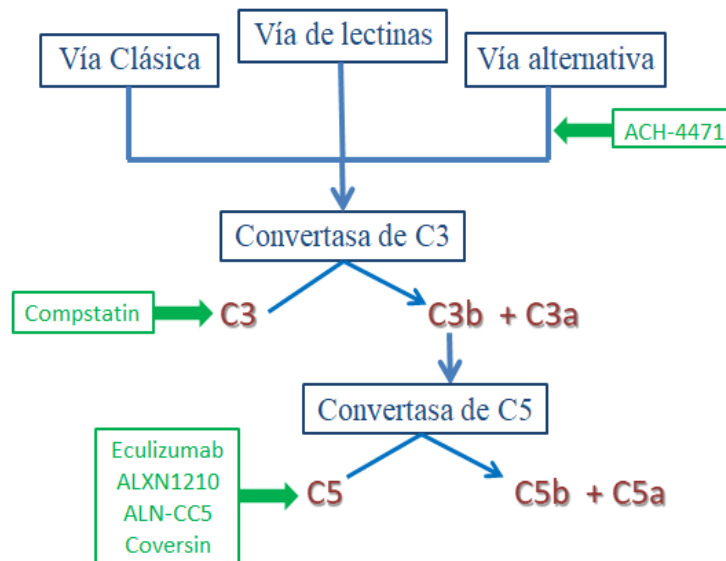 Vía Clásica
Vía de lectinas
Vía alternativa
ACH-4471
Convertasa de C3
Compstatin
C3
C3b + C3a
Convertasa de C5
Eculizumab
ALXN1210
ALN-CC5
Coversin
C5
C5b + C5a